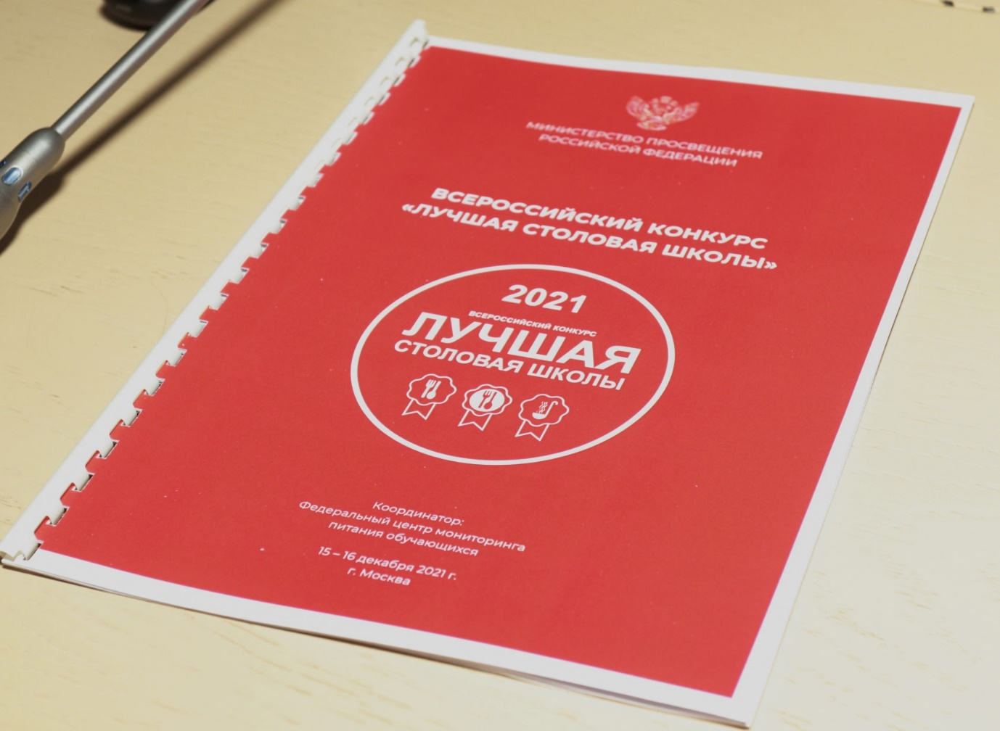 МИНИСТЕРСТВО ПРОСВЕЩЕНИЯ
РОССИЙСКОЙ ФЕДЕРАЦИИ
ВСЕРОССИЙСКИЙ КОНКУРС
«ЛУЧШАЯ СТОЛОВАЯ ШКОЛЫ»
2021
ВСЕРОССИЙСКИЙ КОНКУРС
ЛУЧШАЯ
СТОЛОВАЯ ШКОЛЫ
Координатор:
Федеральный центр мониторинга
питания обучающихся
15 – 16 декабря 2021 г.
г. Москва